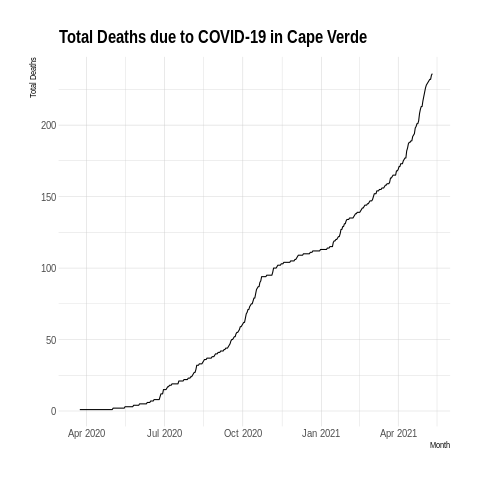 Total Deaths due to COVID-19 in Cape Verde
Total Deaths
200
150
100
50
0
Apr 2020 Jul 2020 Oct 2020 Jan 2021 Apr 2021
Month